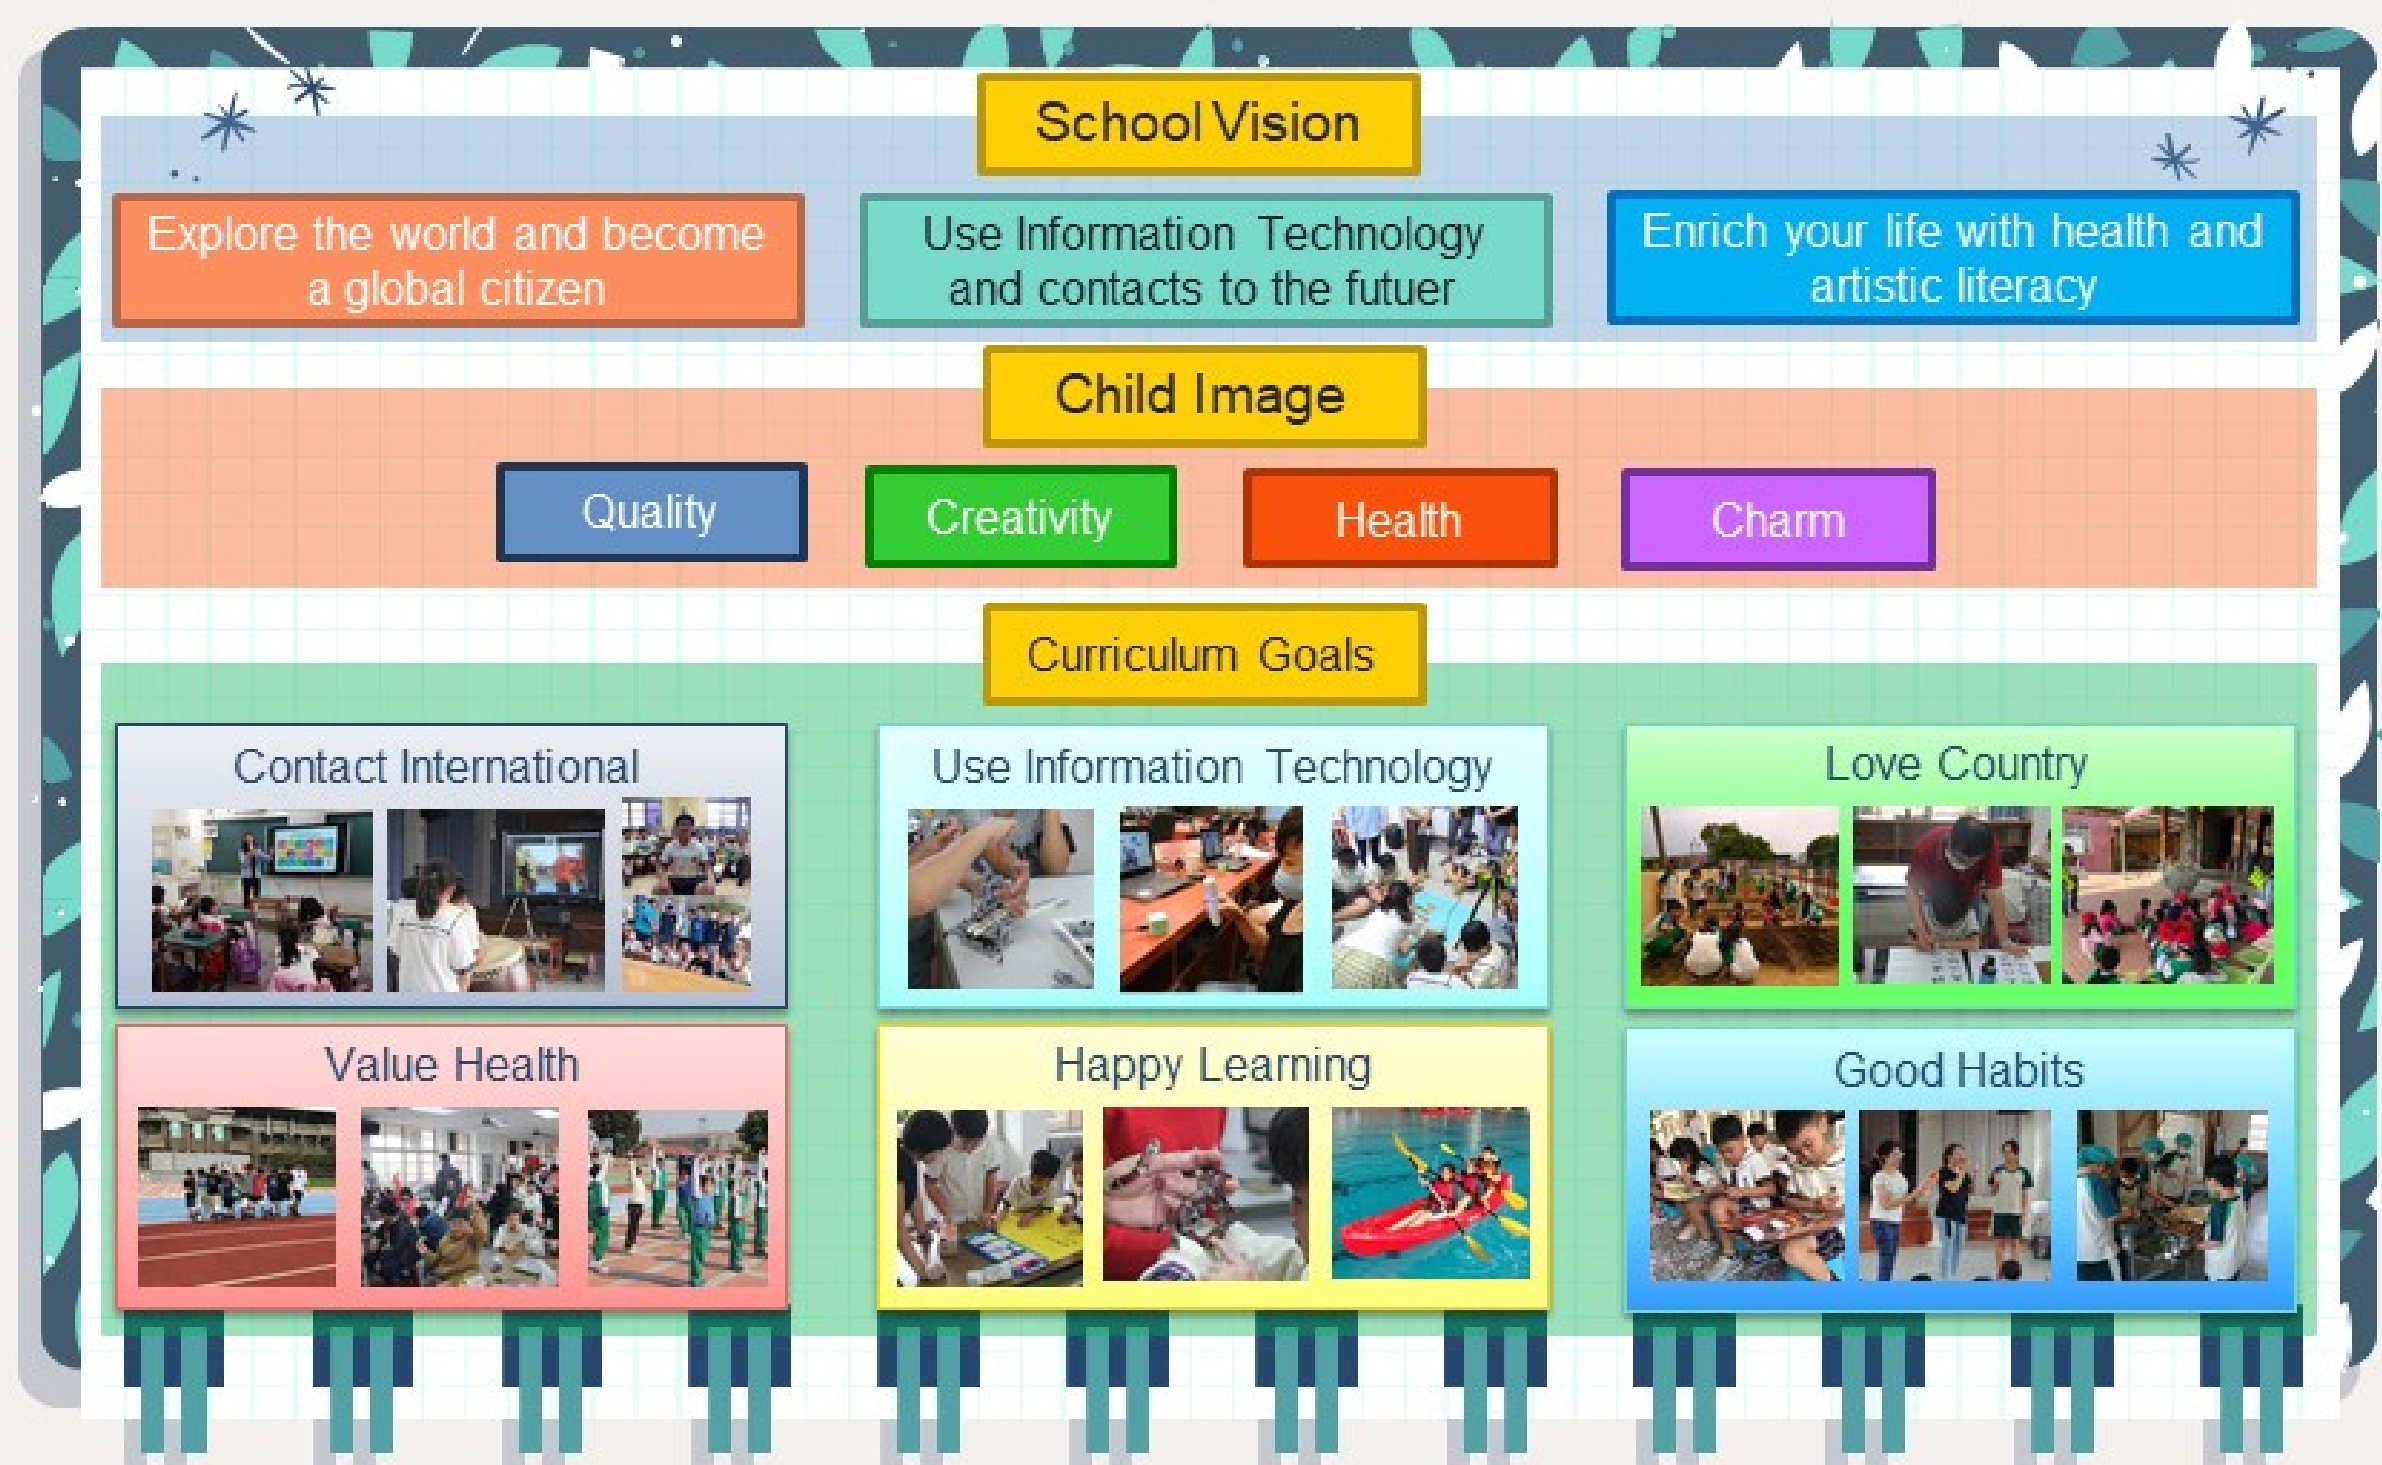 School Vision
Explore the world and become
a global citizen
Use Information Technology
and contacts to the futuer
Enrich your life with health and
artistic literacy
Child Image
Quality
Creativity
Health
Charm
Curriculum Goals
Contact International
Use Information Technology
Love Country
Value Health
Happy Learning
Good Habits